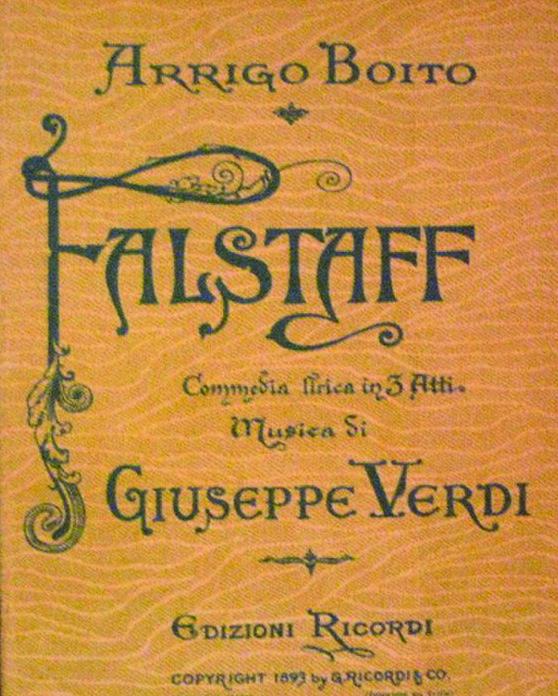 ARRIGO BOITO
FALSTAFF
Commedia lirica in 3 Atti.
Musica di
GIUSEPPE VERDI
EDIZIONI RICORDI
COPYRIGHT 1893 by G. RICORDI & CO.